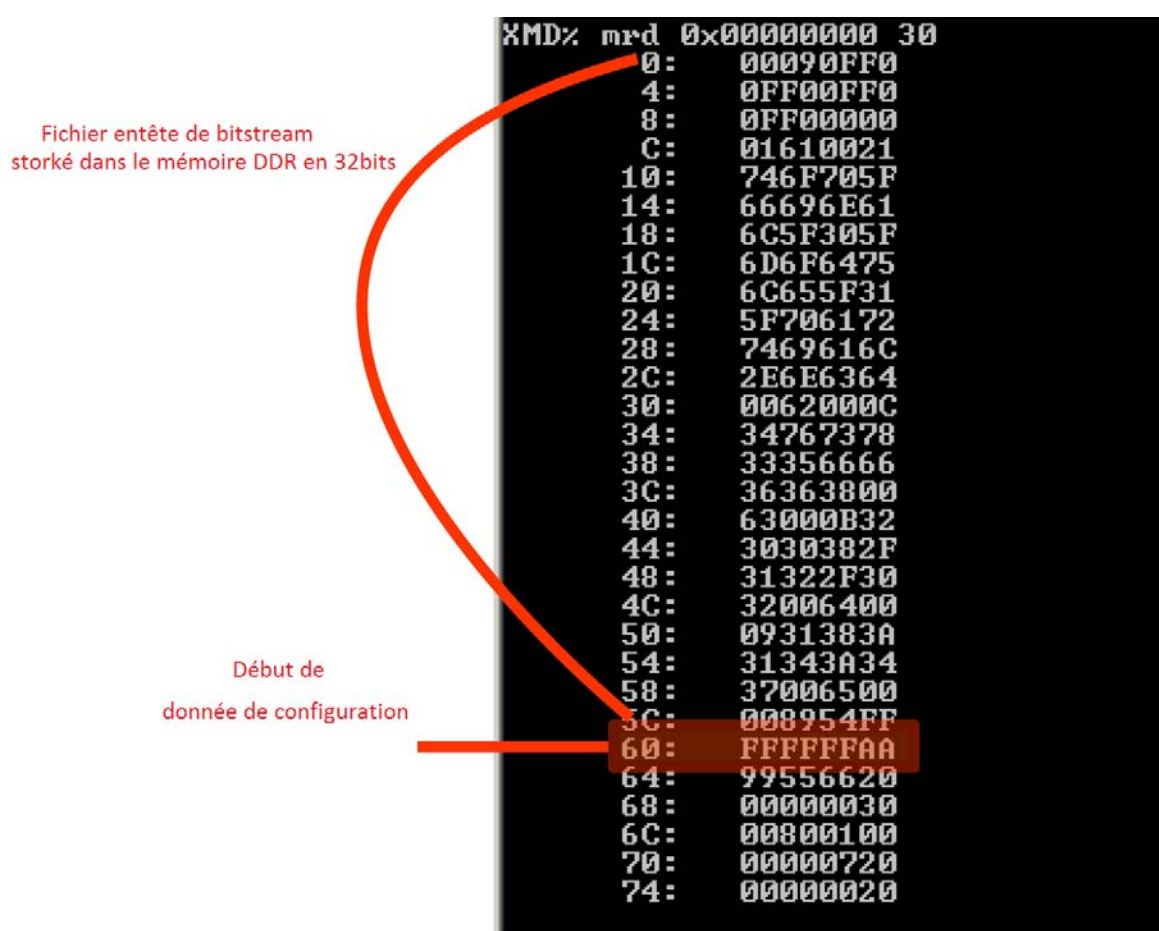 XMD% mrd 0x00000000 30
0: 00090FF0
4: 0FF00FF0
8: 0FF00000
C: 01610021
10: 746F705F
14: 66696E61
18: 6C5F305F
1C: 6D6F6475
20: 6C655F31
24: 5F706172
28: 7469616C
2C: 2E6E6364
30: 0062000C
34: 34767378
38: 33356666
3C: 36363800
40: 63000B32
44: 3030382F
48: 31322F30
4C: 32006400
50: 0931383A
54: 31343A34
58: 37006500
5C: 008954FF
60: FFFFFFAA
64: 99556620
68: 00000030
6C: 00800100
70: 00000720
74: 00000020
Fichier entête de bitstream
storké dans le mémoire DDR en 32bits
Début de
donnée de configuration